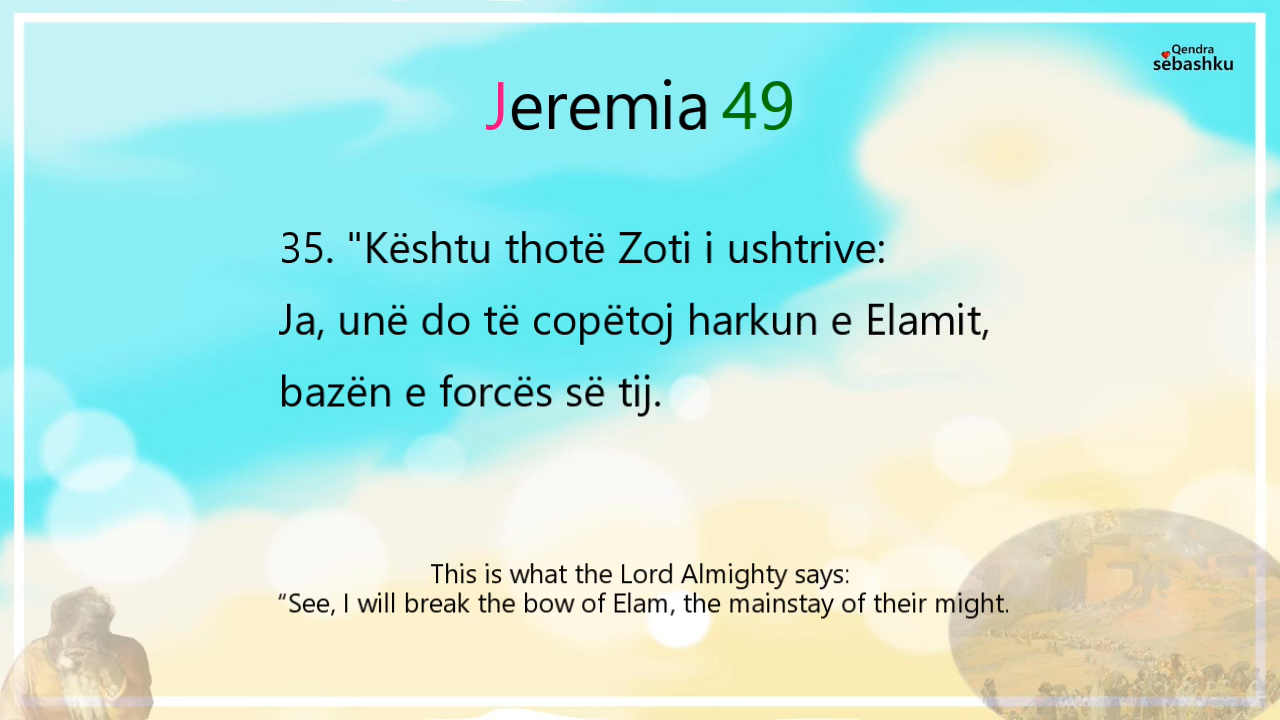 Qendra
sëbashku
Jeremia 49
35. "Kështu thotë Zoti i ushtrive:
Ja, unë do të copëtoj harkun e Elamit,
bazën e forcës së tij.
This is what the Lord Almighty says:
“See, I will break the bow of Elam, the mainstay of their might.